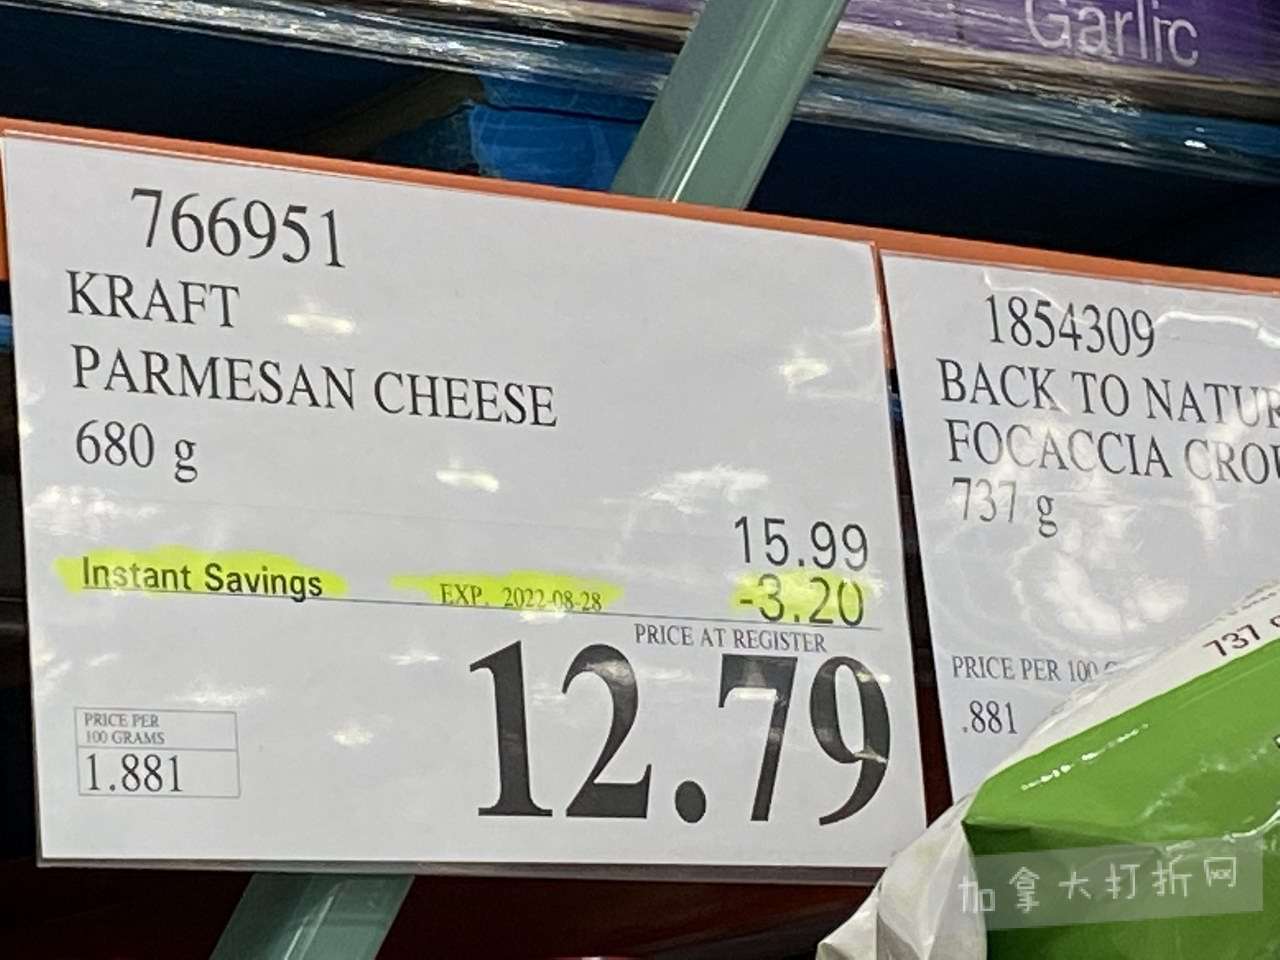 Garlic
766951
KRAFT
PARMESAN CHEESE
680 g
15.99
Instant Savings EXP. 2022-08-28 -3.20
PRICE AT REGISTER
12.79
PRICE PER
100 GRAMS
1.881
1854309
BACK TO NATUR
FOCACCIA CROU
737 g
PRICE PER 100 G
.881
737 g
加拿大打折网